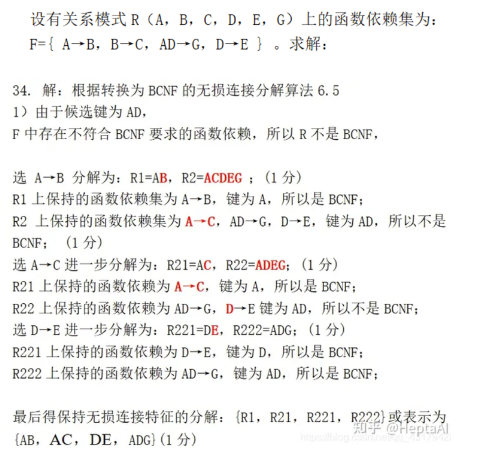 设有关系模式 R（A，B，C，D，E，G）上的函数依赖集为：
F={ A→B，B→C，AD→G，D→E } 。求解：
34. 解：根据转换为 BCNF 的无损连接分解算法 6.5
1）由于候选键为 AD，
F 中存在不符合 BCNF 要求的函数依赖，所以 R 不是 BCNF，
选 A→B 分解为：R1=AB，R2=ACDEG ；(1 分)
R1 上保持的函数依赖集为 A→B，键为 A，所以是 BCNF；
R2 上保持的函数依赖集为 A→C，AD→G，D→E，键为 AD，所以不是
BCNF； (1 分)
选 A→C 进一步分解为：R21=AC，R22=ADEG；(1 分)
R21 上保持的函数依赖为 A→C，键为 A，所以是 BCNF；
R22 上保持的函数依赖为 AD→G，D→E 键为 AD，所以不是 BCNF；
选 D→E 进一步分解为：R221=DE，R222=ADG；(1 分)
R221 上保持的函数依赖为 D→E，键为 D，所以是 BCNF；
R222 上保持的函数依赖为 AD→G，键为 AD，所以是 BCNF；
最后得保持无损连接特征的分解：{R1，R21，R221，R222}或表示为
{AB，AC，DE，ADG}(1 分)
知乎 @HeptaAI